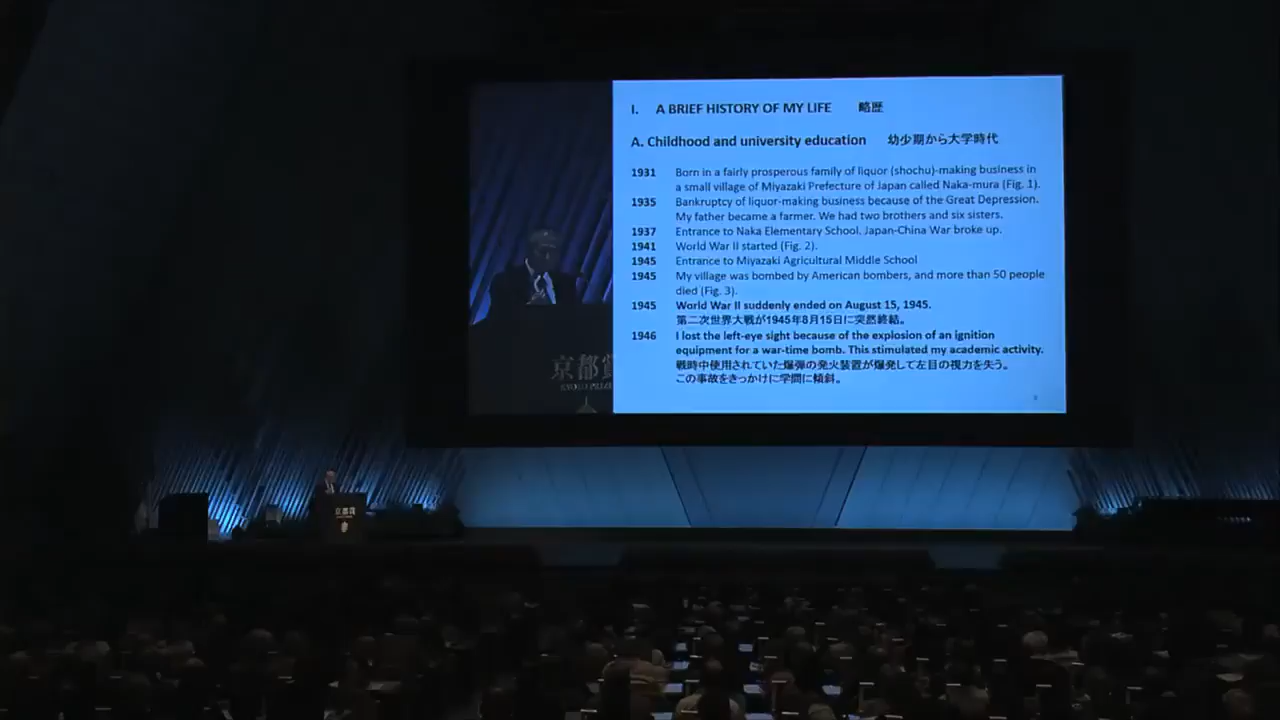 I. A BRIEF HISTORY OF MY LIFE 略歴
A. Childhood and university education 幼少期から大学時代
1931 Born in a fairly prosperous family of liquor (shochu)-making business in
a small village of Miyazaki Prefecture of Japan called Naka-mura (Fig. 1).
1935 Bankruptcy of liquor-making business because of the Great Depression.
My father became a farmer. We had two brothers and six sisters.
1937 Entrance to Naka Elementary School. Japan-China War broke up.
1941 World War II started (Fig. 2).
1945 Entrance to Miyazaki Agricultural Middle School
1945 My village was bombed by American bombers, and more than 50 people
died (Fig. 3).
1945 World War II suddenly ended on August 15, 1945.
第二次世界大戦が1945年8月15日に突然終結。
1946 I lost the left-eye sight because of the explosion of an ignition
equipment for a war-time bomb. This stimulated my academic activity.
戦時中使用されていた爆弾の発火装置が爆発して左目の視力を失う。
この事故をきっかけに学問に傾斜。
京都賞
KYOTO PRIZE
京都賞